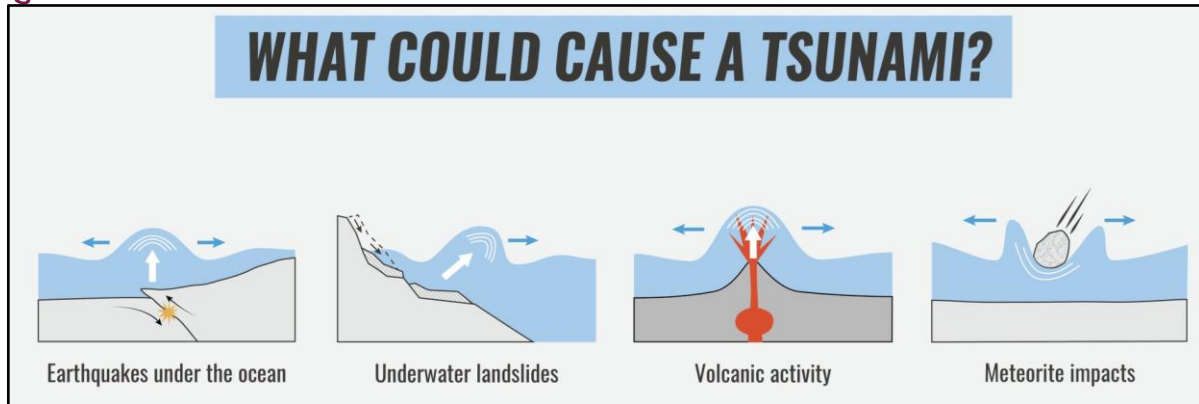 WHAT COULD CAUSE A TSUNAMI?
Earthquakes under the ocean
Underwater landslides
Volcanic activity
Meteorite impacts